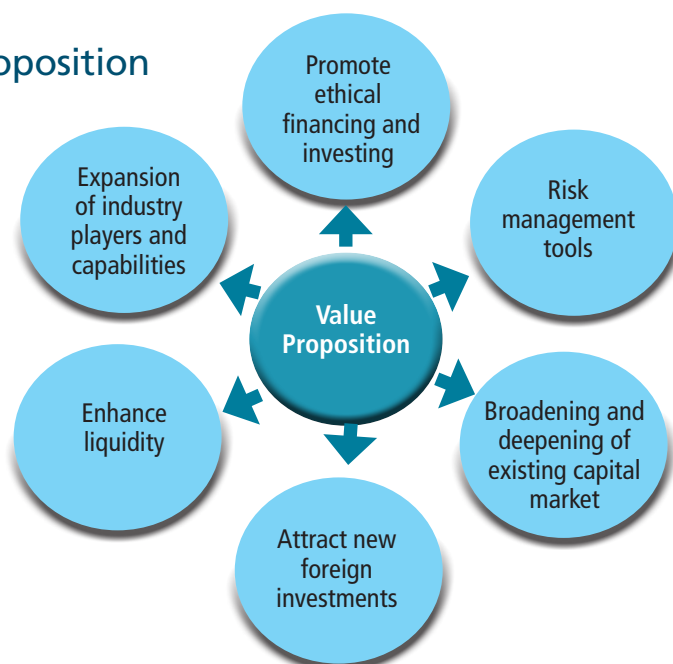 Promote
ethical
financing and
investing
Expansion
of industry
players and
capabilities
Risk
management
tools
Value
Proposition
Enhance
liquidity
Broadening and
deepening of
existing capital
market
Attract new
foreign
investments